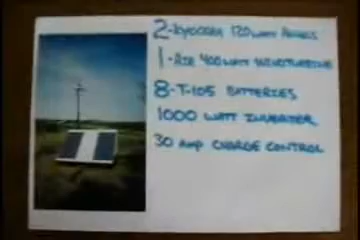 2-KYOCERA 120 WATT PANELS
1-AIR 400 WATT WINDTURBINE
8-T-105 BATTERIES
1000 WATT INVERTER
30 AMP CHARGE CONTROL